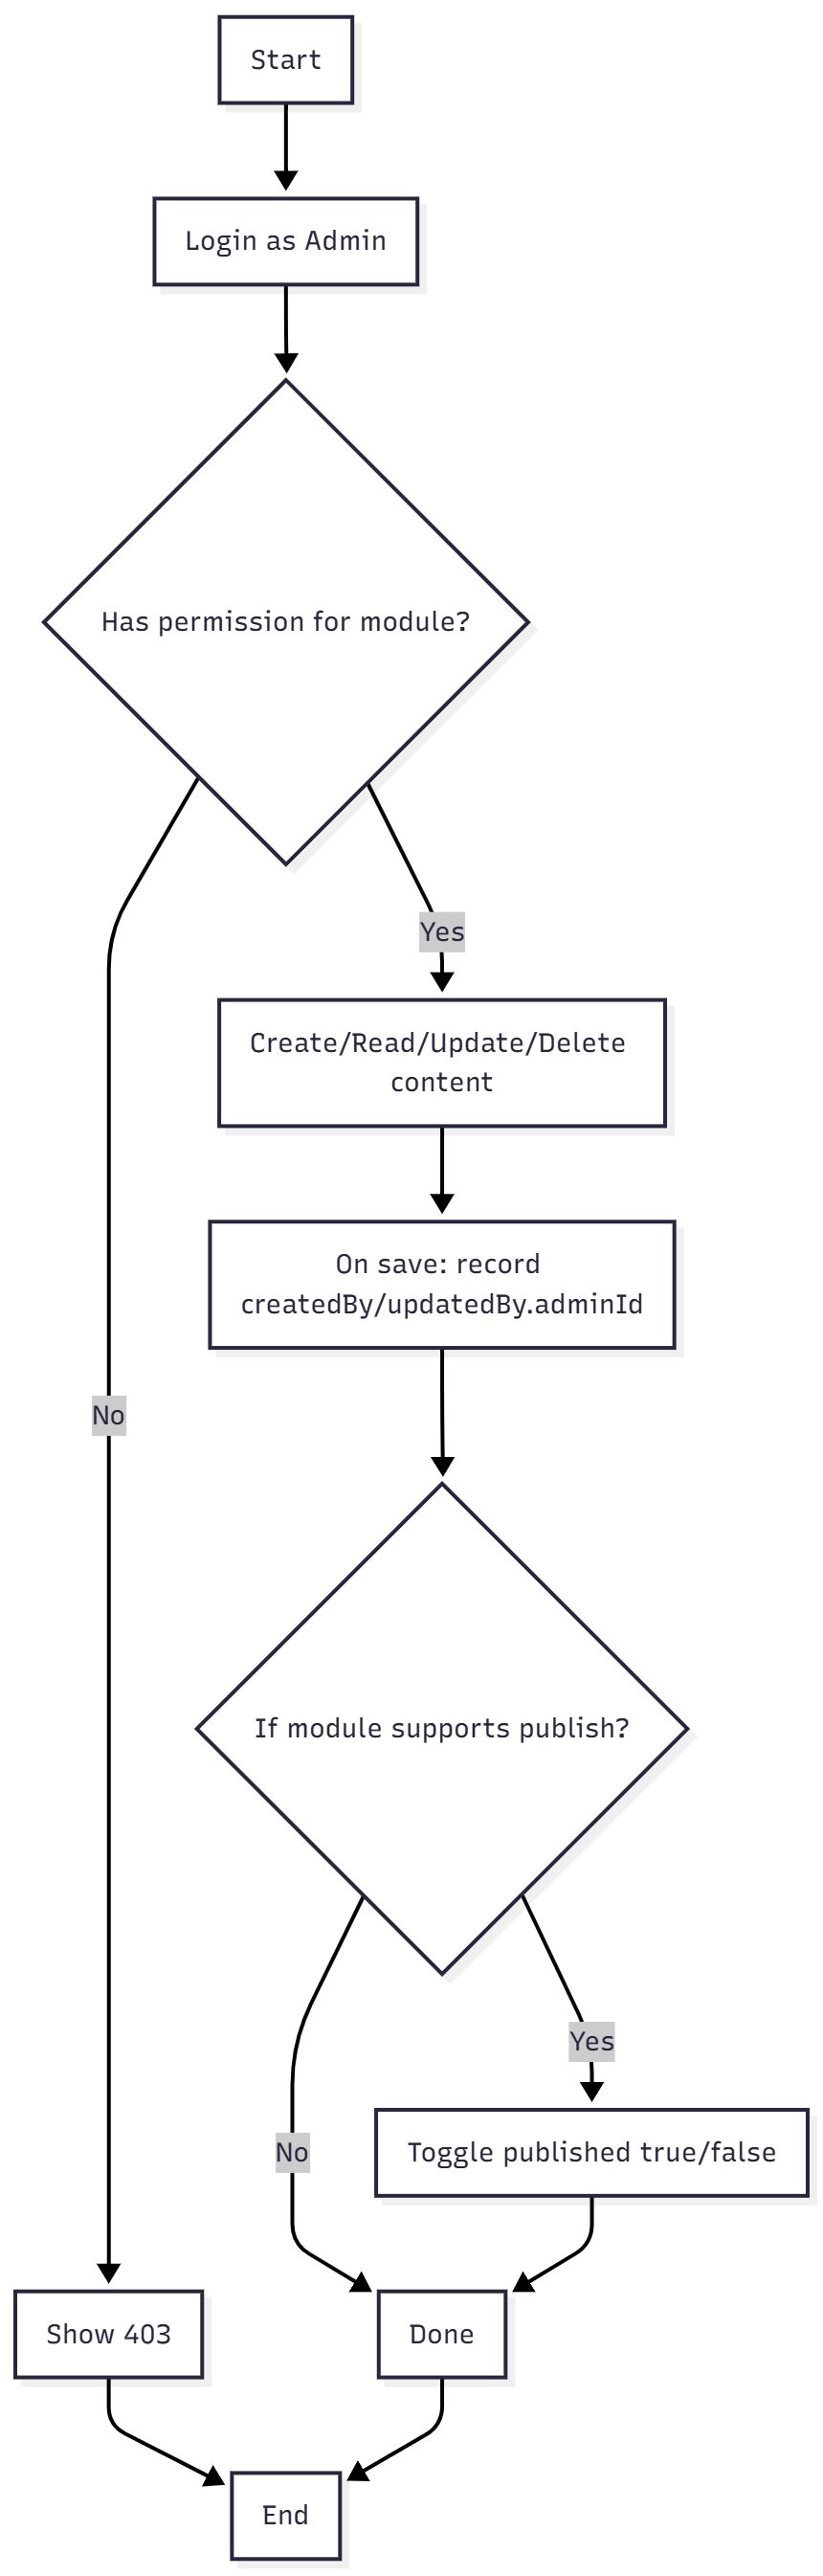 Start
Login as Admin
Has permission for module?
Yes
Create/Read/Update/Delete
content
On save: record
createdBy/updatedBy.adminId
No
If module supports publish?
Yes
No
Toggle published true/false
Show 403
Done
End